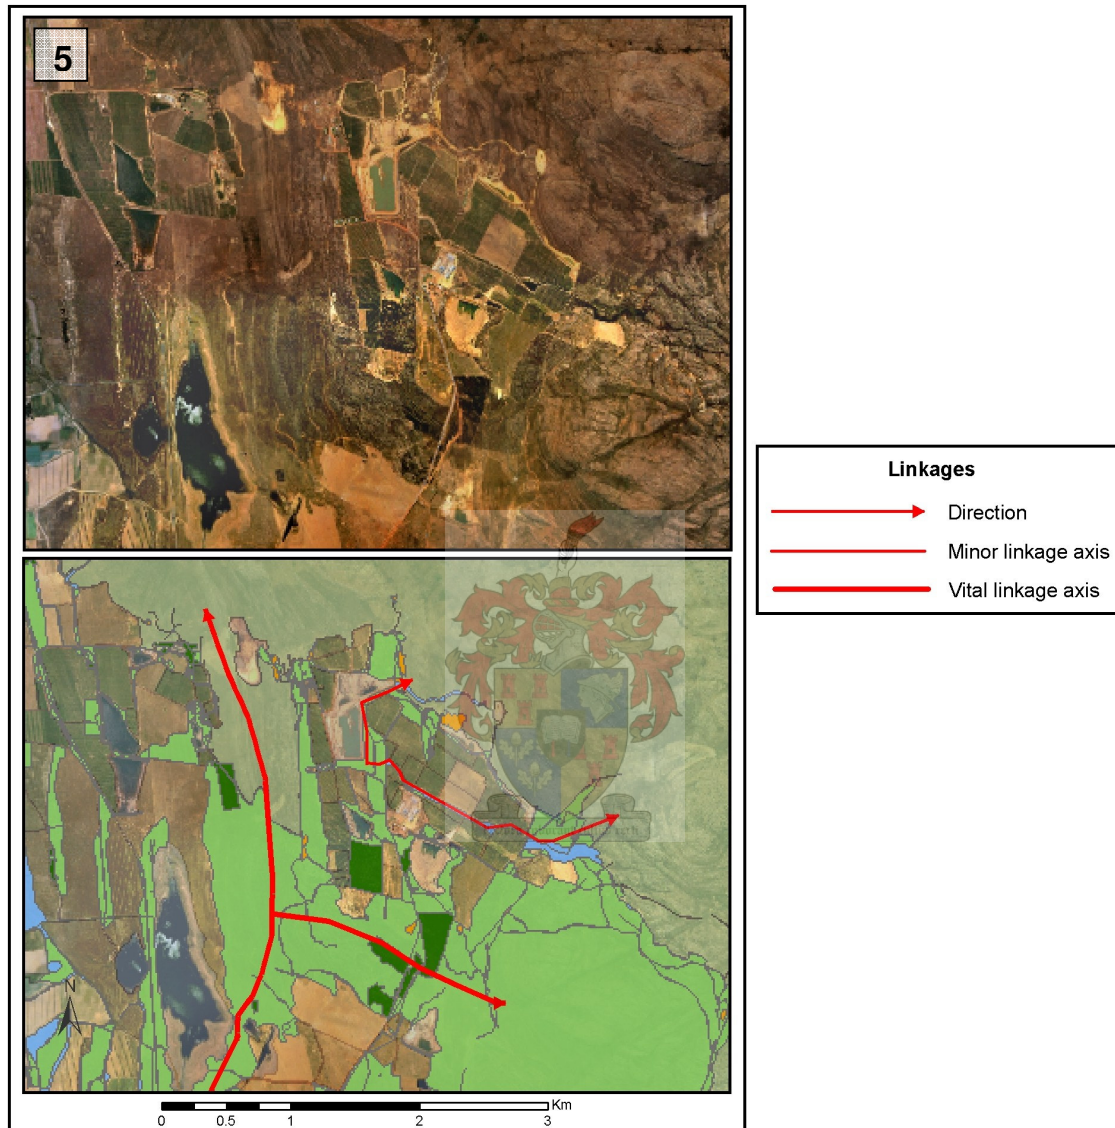 5
Linkages
Direction
Minor linkage axis
Vital linkage axis
N
Km
0 0.5 1 2 3